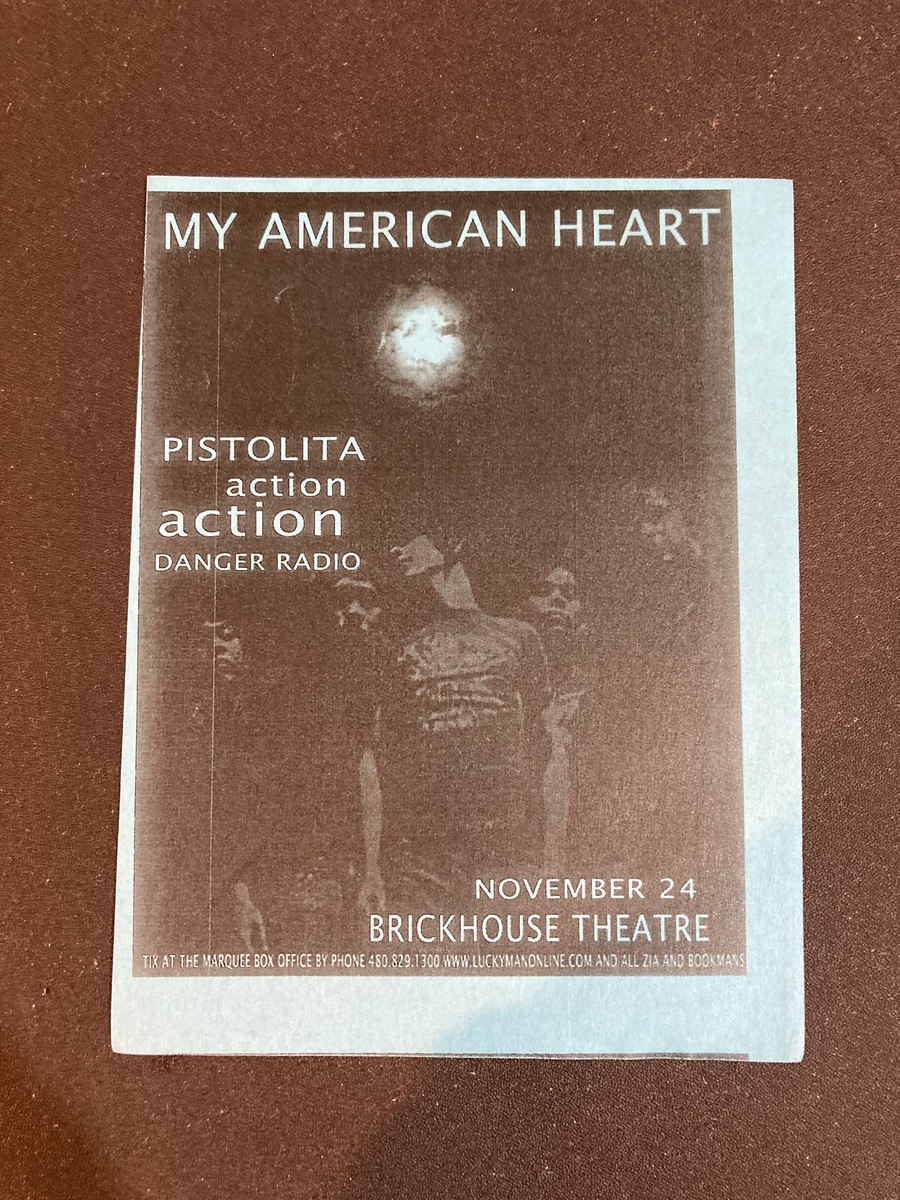 MY AMERICAN HEART
PISTOLITA
action
action
DANGER RADIO
NOVEMBER 24
BRICKHOUSE THEATRE
TIX AT THE MARQUEE BOX OFFICE BY PHONE 480.829.1300 WWW.LUCKYMANONLINE.COM AND ALL ZIA AND BOOKMANS